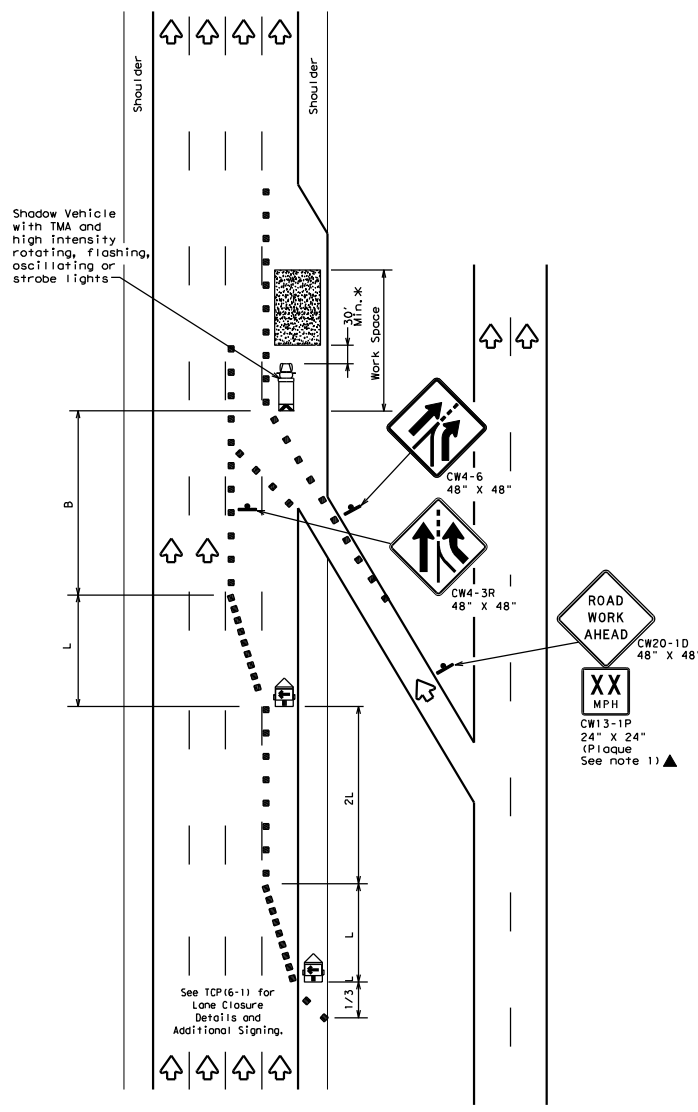 Shoulder
Shoulder
Shadow Vehicle
with TMA and
high intensity
rotating, flashing,
oscillating or
strobe lights
30'
Min.*
Work Space
B
L
CW4-6
48" X 48"
CW4-3R
48" X 48"
ROAD
WORK
AHEAD
CW20-1D
48" X 48"
XX
MPH
CW13-1P
24" X 24"
(Plaque
See note 1) ▲
2L
L
1/3 L
See TCP(6-1) for
Lane Closure
Details and
Additional Signing.